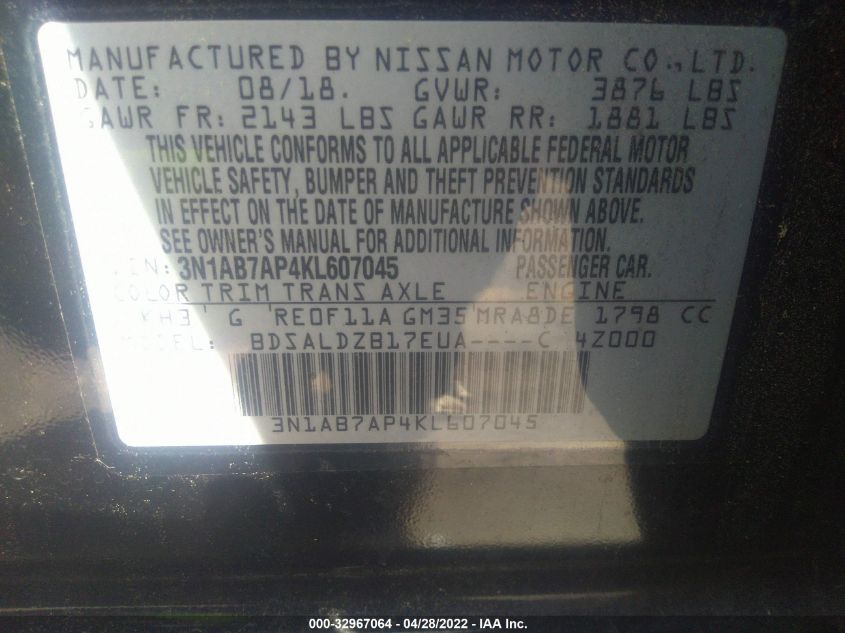 MANUFACTURED BY NISSAN MOTOR CO., LTD.
DATE: 08/18. GVWR: 3876 LBS
GAWR FR: 2143 LBS GAWR RR: 1881 LBS
THIS VEHICLE CONFORMS TO ALL APPLICABLE FEDERAL MOTOR
VEHICLE SAFETY, BUMPER AND THEFT PREVENTION STANDARDS
IN EFFECT ON THE DATE OF MANUFACTURE SHOWN ABOVE.
SEE OWNER'S MANUAL FOR ADDITIONAL INFORMATION.
VIN: 3N1AB7AP4KL607045 PASSENGER CAR.
COLOR TRIM TRANS AXLE ENGINE
KH3 G RE0F11A GM35 MRA8DE 1798 CC
MODEL: BDSALDZB17EUA----C 4Z000
3N1AB7AP4KL607045
000-32967064 - 04/28/2022 - IAA Inc.